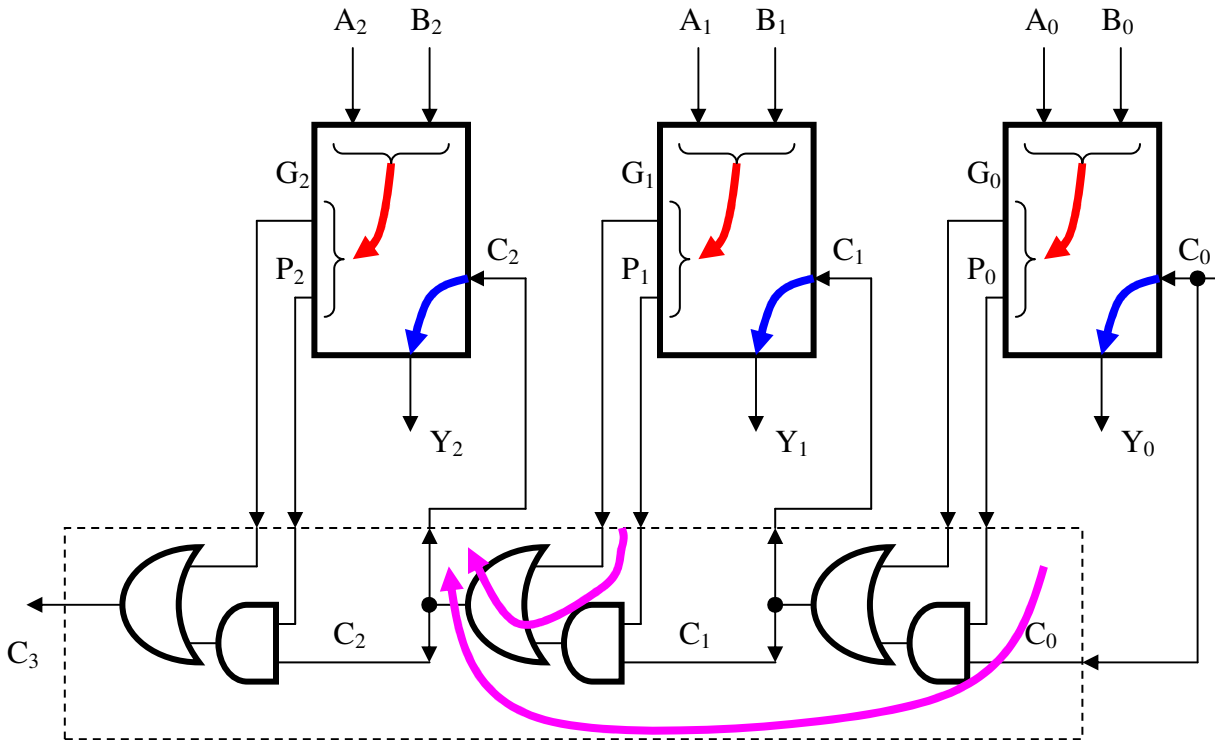 A₂ B₂ A₁ B₁ A₀ B₀
G₂ G₁ G₀
C₂ C₁ C₀
P₂ P₁ P₀
Y₂ Y₁ Y₀
C₂ C₁ C₀
C₃